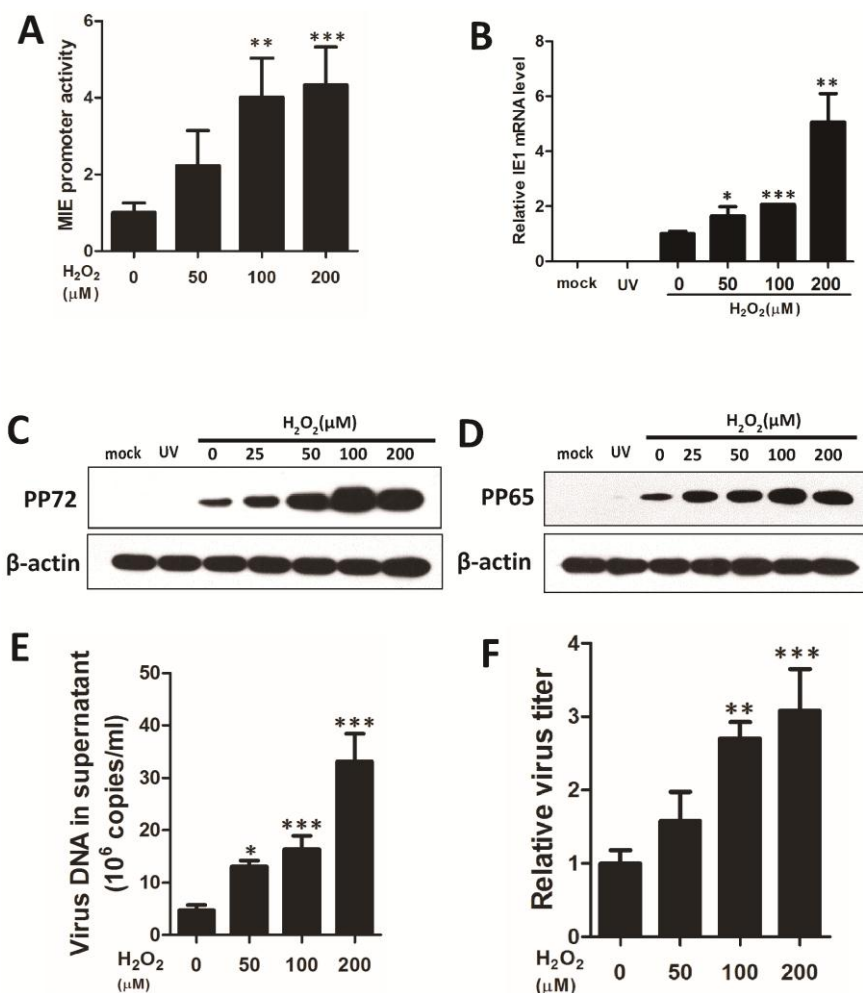 A
MIE promoter activity
6
4
2
0
** ***
H₂O₂
(μM)
0 50 100 200
B
Relative IE1 mRNA level
8
6
4
2
0
* *** **
mock UV 0 50 100 200
H₂O₂(μM)
C
H₂O₂(μM)
mock UV 0 25 50 100 200
PP72
β-actin
D
H₂O₂(μM)
mock UV 0 25 50 100 200
PP65
β-actin
E
Virus DNA in supernatant
(10⁶ copies/ml)
50
40
30
20
10
0
* *** ***
H₂O₂
(μM)
0 50 100 200
F
Relative virus titer
4
3
2
1
0
** ***
H₂O₂
(μM)
0 50 100 200